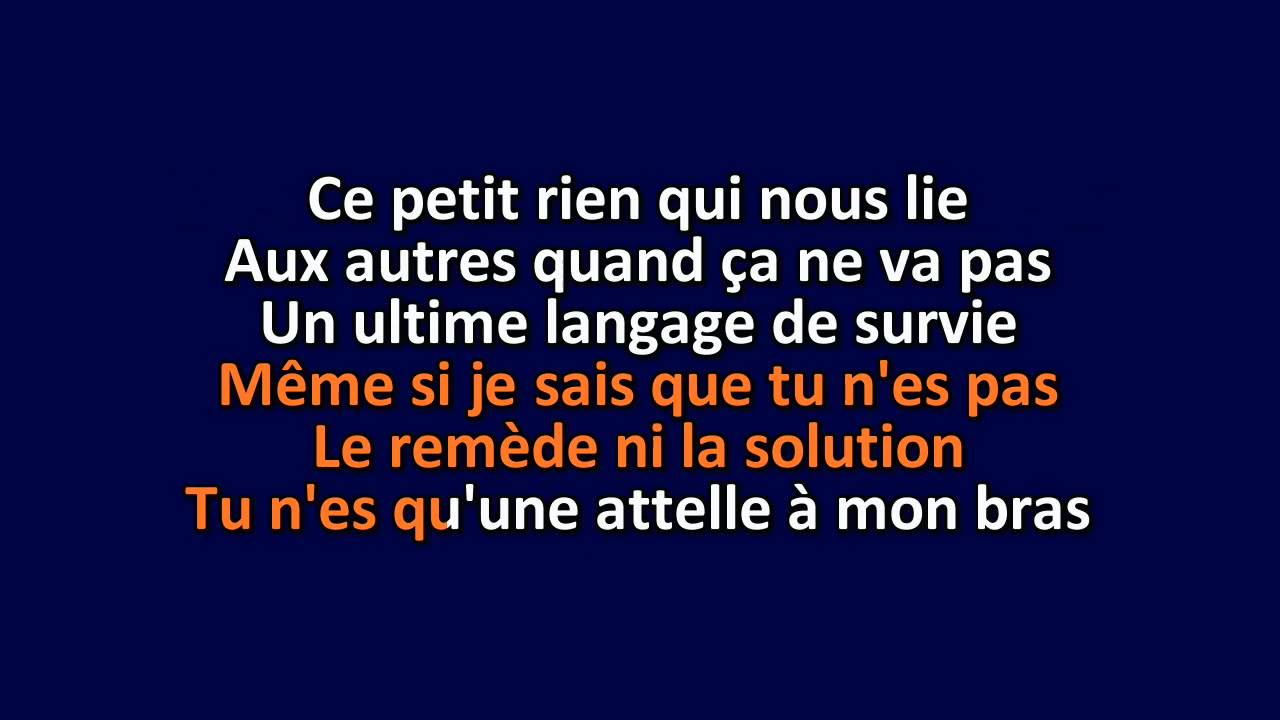 Ce petit rien qui nous lie
Aux autres quand ça ne va pas
Un ultime langage de survie
Même si je sais que tu n'es pas
Le remède ni la solution
Tu n'es qu'une attelle à mon bras